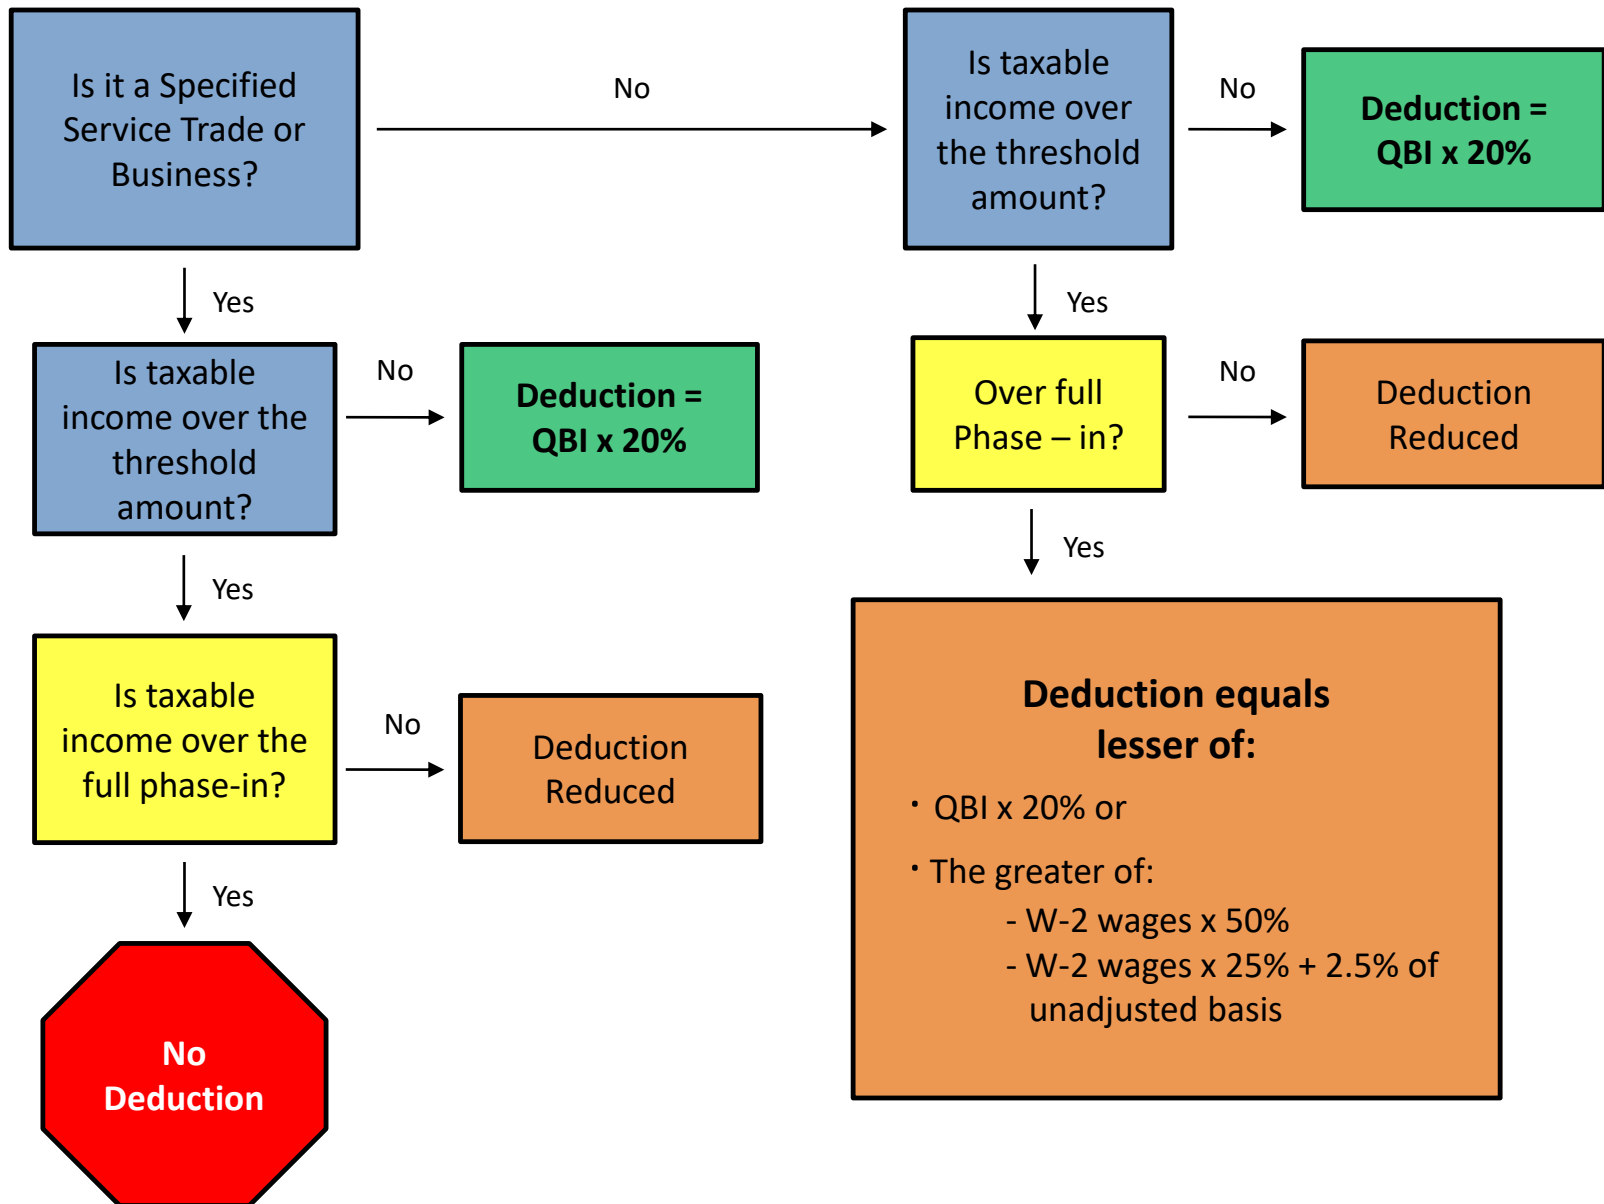 Is it a Specified
Service Trade or
Business?
No
Is taxable
income over
the threshold
amount?
No
Deduction =
QBI x 20%
Yes
Yes
Is taxable
income over the
threshold
amount?
No
Deduction =
QBI x 20%
Over full
Phase – in?
No
Deduction
Reduced
Yes
Yes
Is taxable
income over the
full phase-in?
No
Deduction
Reduced
Deduction equals
lesser of:
· QBI x 20% or
· The greater of:
- W-2 wages x 50%
- W-2 wages x 25% + 2.5% of
unadjusted basis
Yes
No
Deduction